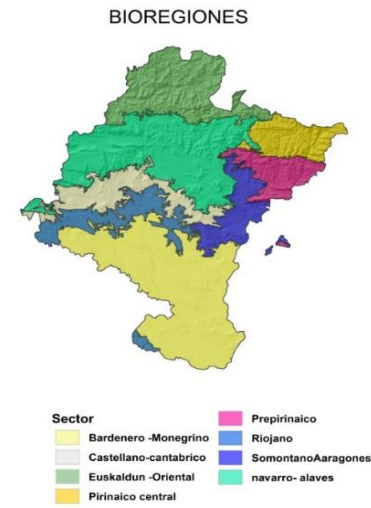 BIOREGIONES
Sector
Bardenero -Monegrino
Castellano-cantabrico
Euskaldun -Oriental
Pirinaico central
Prepirinaico
Riojano
SomontanoAaragones
navarro- alaves